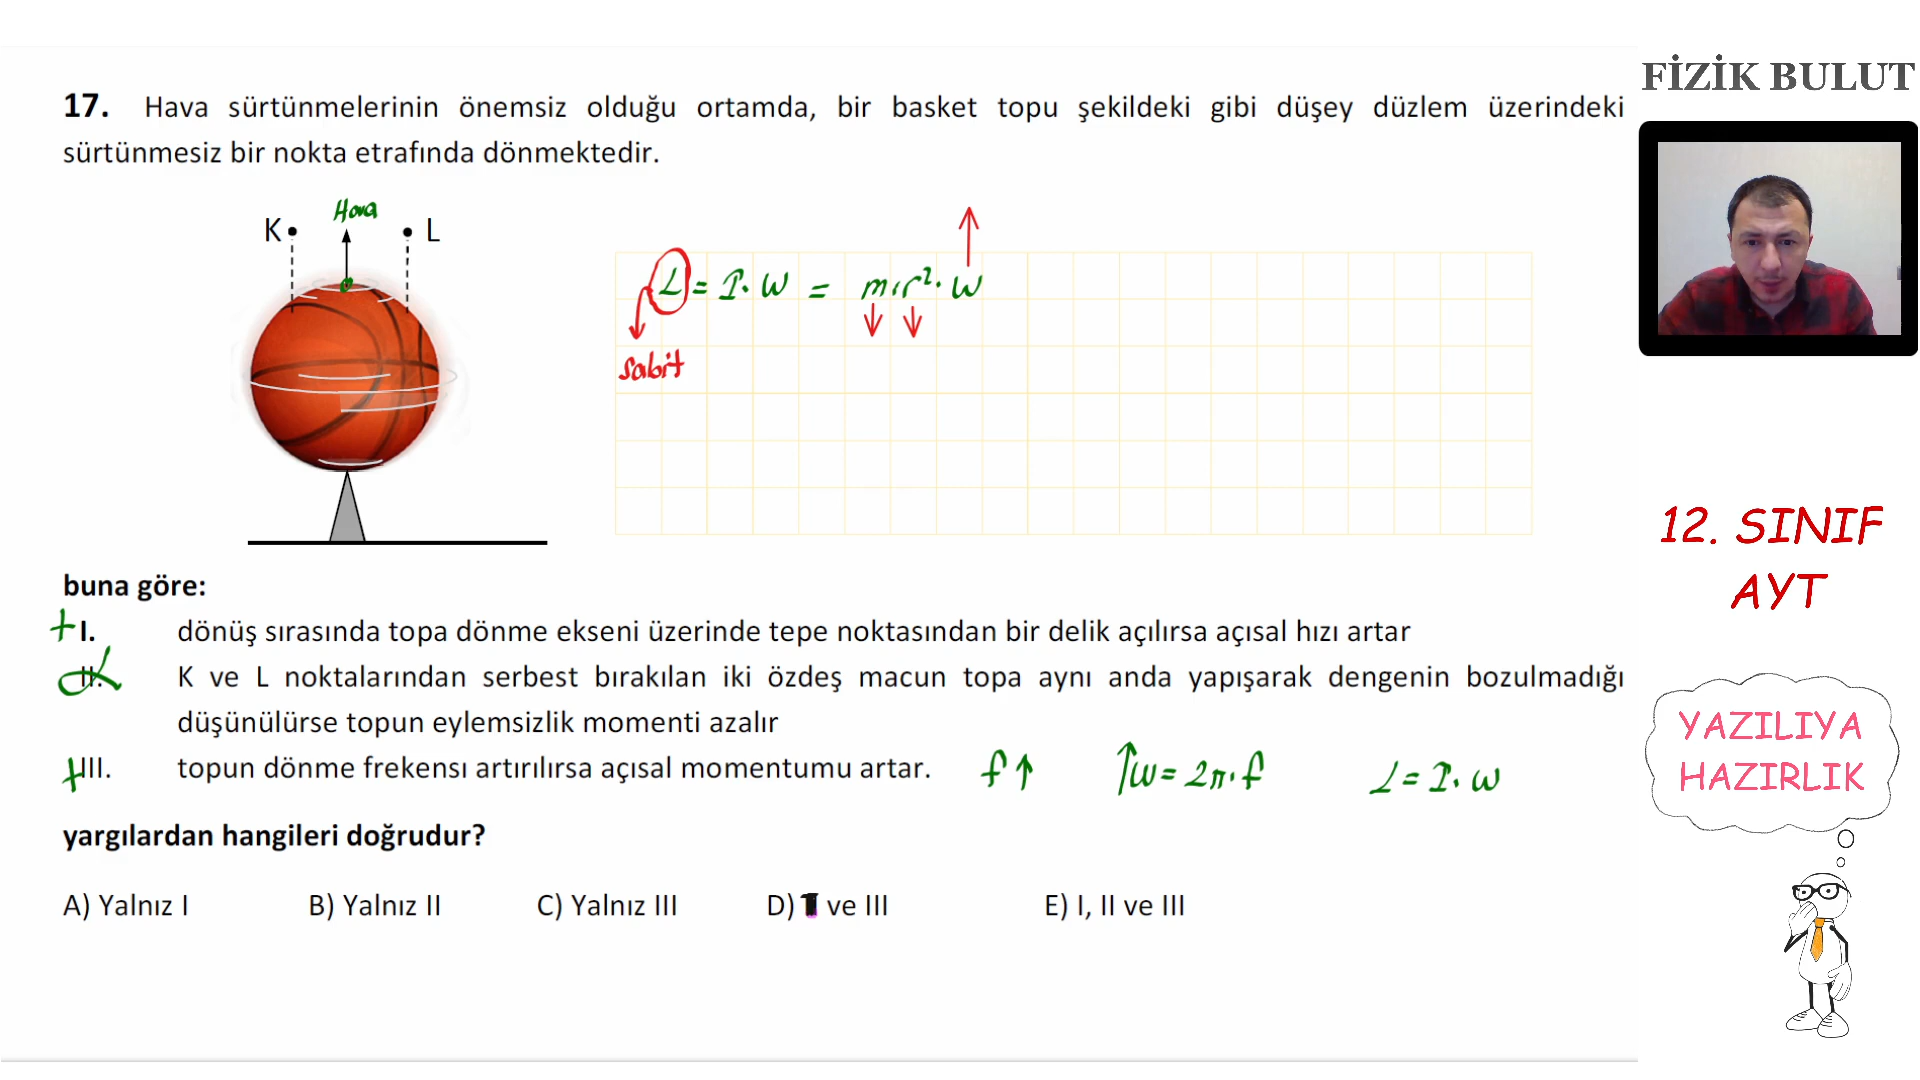 FİZİK BULUT
17. Hava sürtünmelerinin önemsiz olduğu ortamda, bir basket topu şekildeki gibi düşey düzlem üzerindeki
sürtünmesiz bir nokta etrafında dönmektedir.
Hava
K
L
L = I. w = m.r². w
Sabit
buna göre:
I. dönüş sırasında topa dönme ekseni üzerinde tepe noktasından bir delik açılırsa açısal hızı artar
II. K ve L noktalarından serbest bırakılan iki özdeş macun topa aynı anda yapışarak dengenin bozulmadığı
düşünülürse topun eylemsizlik momenti azalır
III. topun dönme frekensı artırılırsa açısal momentumu artar. f↑ ↑w = 2π.f L = I. w
yargılardan hangileri doğrudur?
A) Yalnız I B) Yalnız II C) Yalnız III D) I ve III E) I, II ve III
12. SINIF
AYT
YAZILIYA
HAZIRLIK